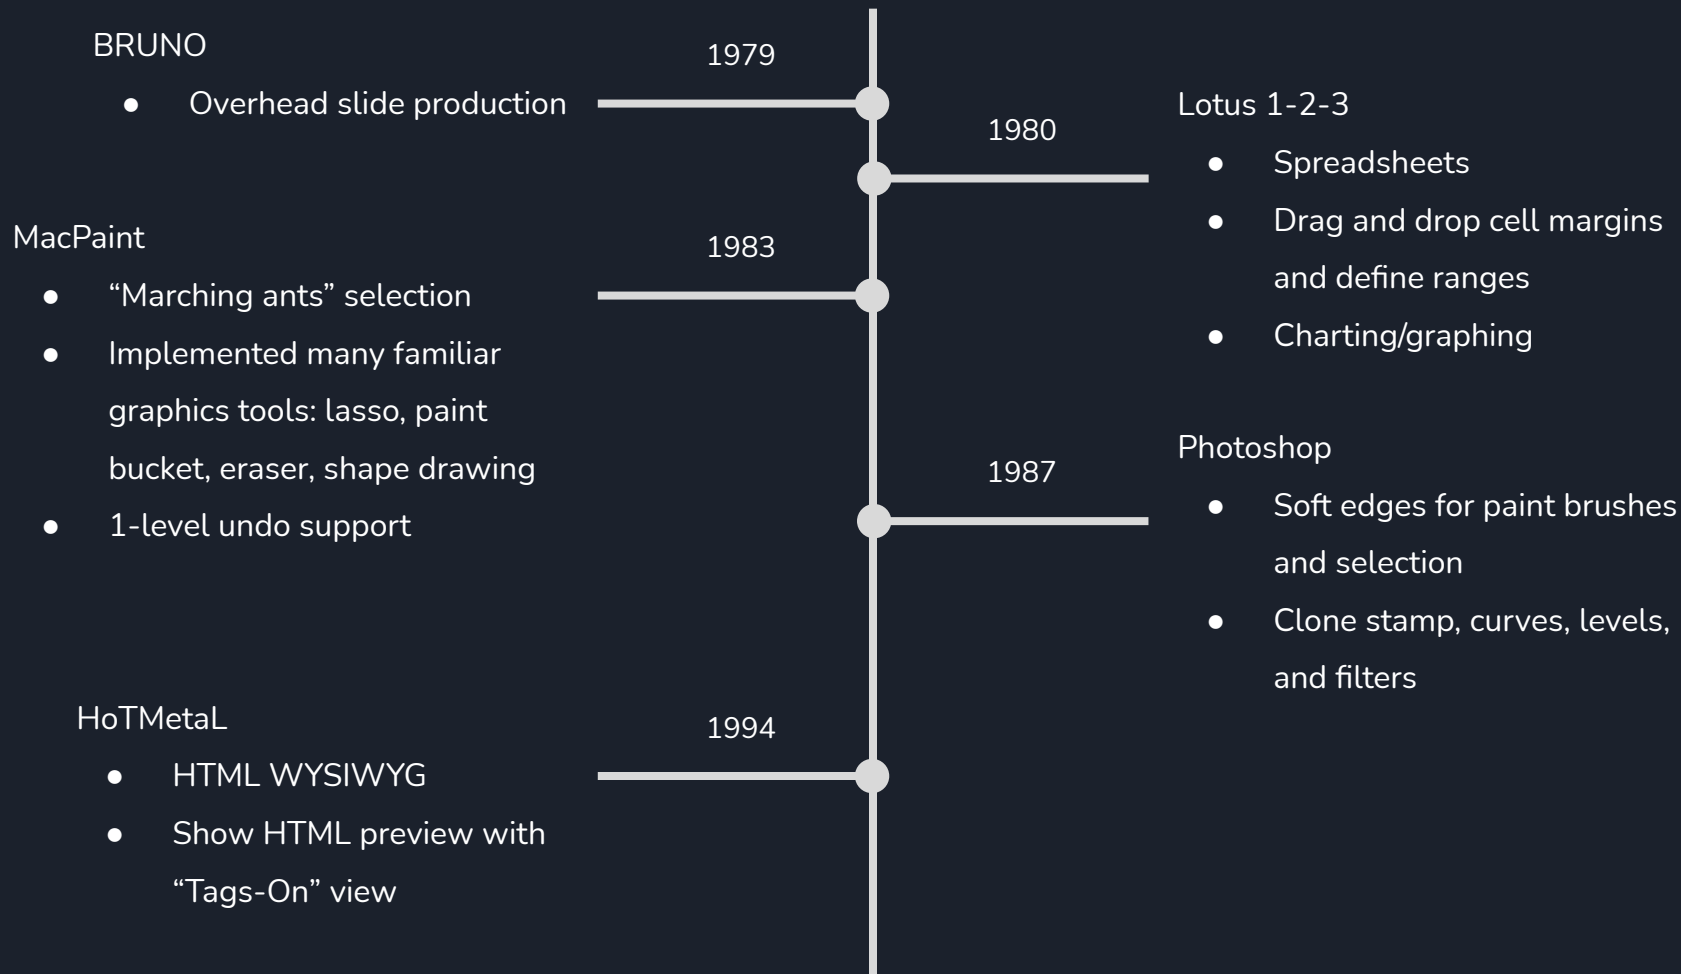 BRUNO
1979
● Overhead slide production
Lotus 1-2-3
1980
● Spreadsheets
● Drag and drop cell margins
and define ranges
● Charting/graphing
MacPaint
1983
● “Marching ants” selection
● Implemented many familiar
graphics tools: lasso, paint
bucket, eraser, shape drawing
● 1-level undo support
Photoshop
1987
● Soft edges for paint brushes
and selection
● Clone stamp, curves, levels,
and filters
HoTMetaL
1994
● HTML WYSIWYG
● Show HTML preview with
“Tags-On” view